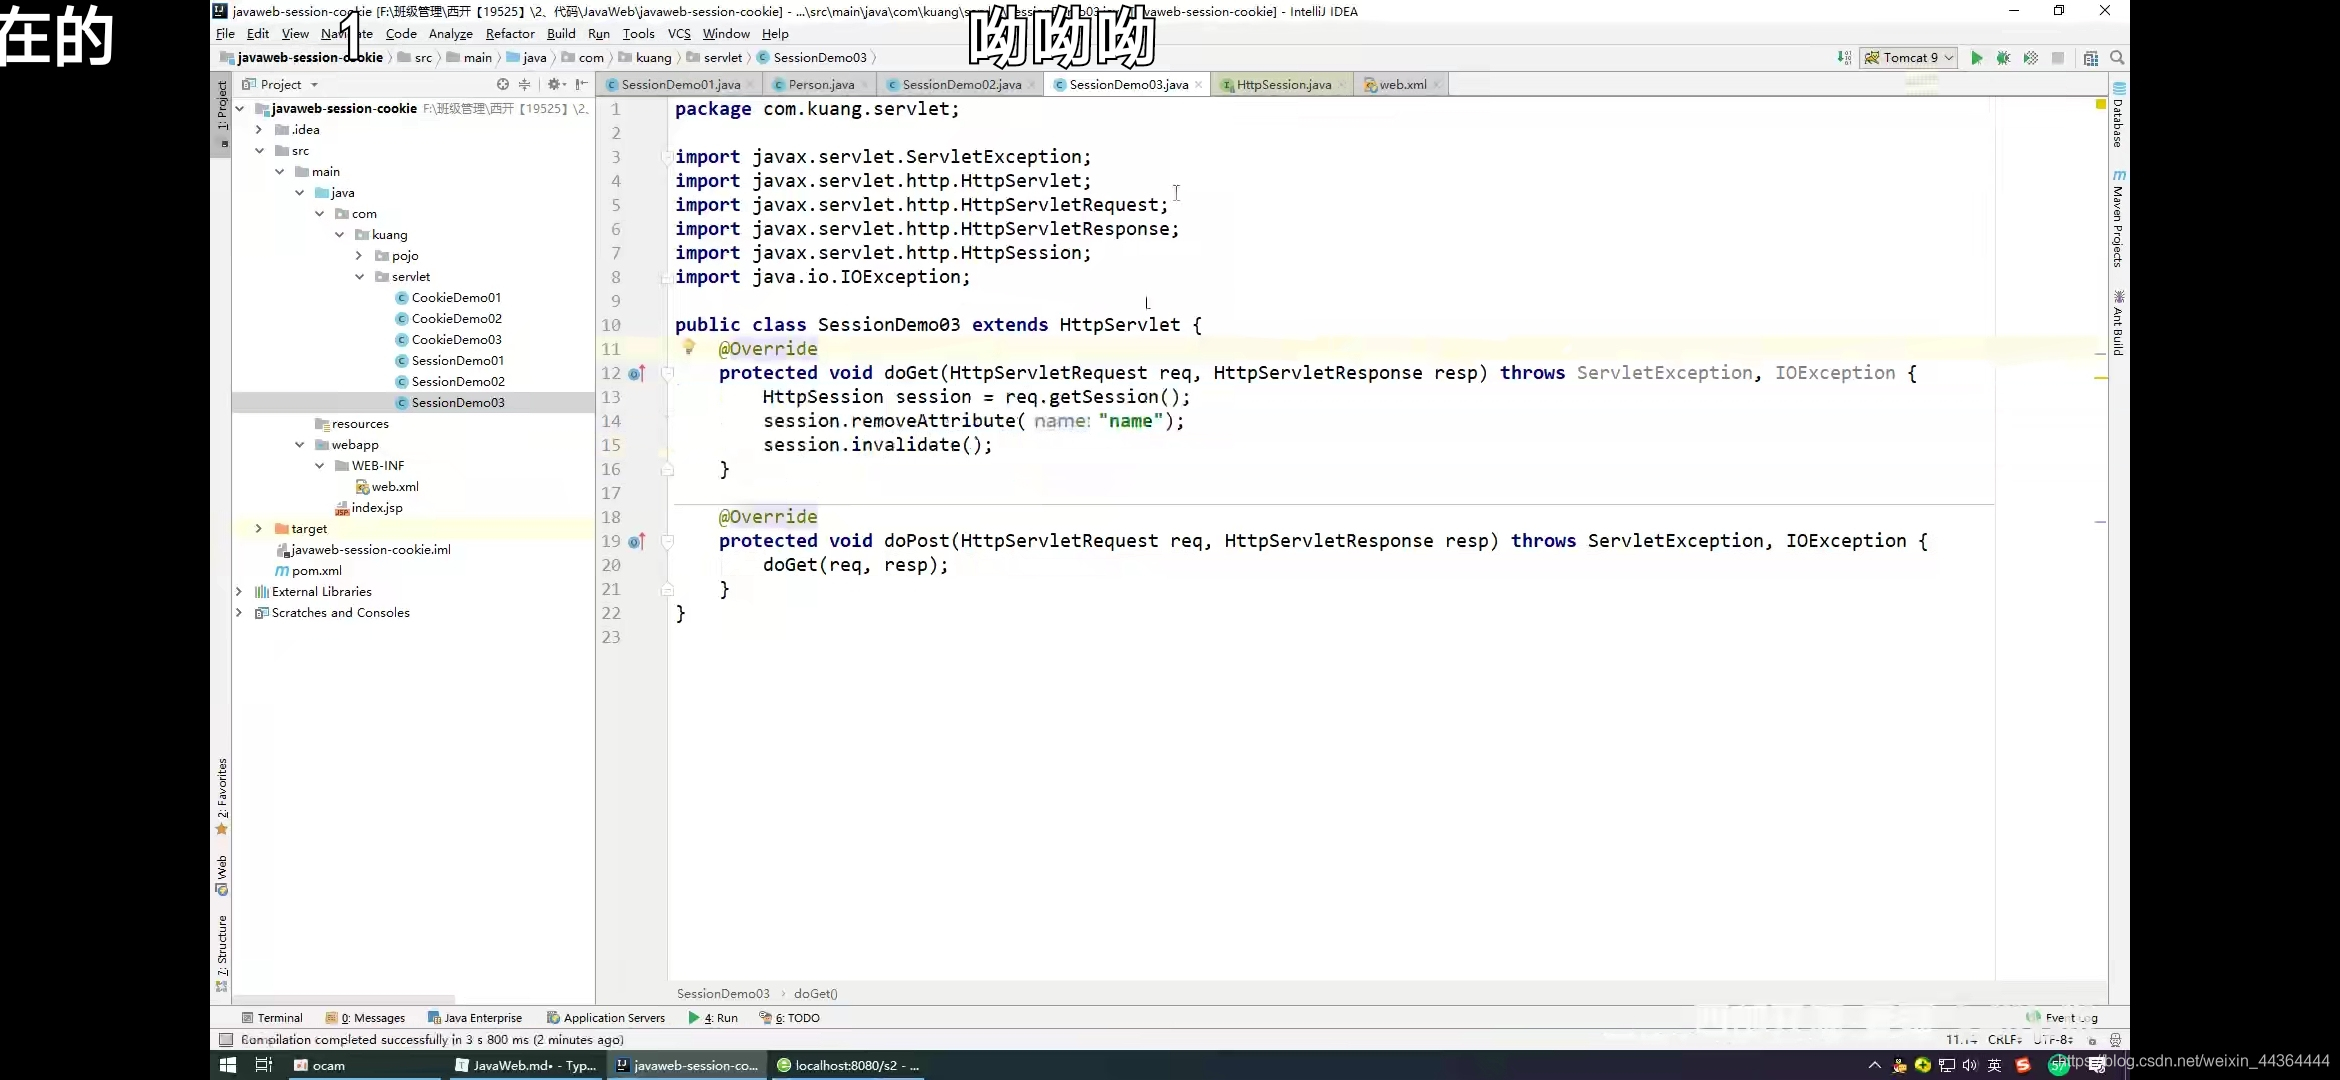 在的
1
呦呦呦
javaweb-session-cookie [F:\班级管理\西开【19525】\2、代码\JavaWeb\javaweb-session-cookie] - ...\src\main\java\com\kuang\
javaweb-session-cookie] - IntelliJ IDEA
File Edit View Navigate Code Analyze Refactor Build Run Tools VCS Window Help
javaweb-session-cookie src main java com kuang servlet SessionDemo03
Tomcat 9
Project
SessionDemo01.java Person.java SessionDemo02.java SessionDemo03.java HttpSession.java web.xml
1: Project
javaweb-session-cookie F:\班级管理\西开【19525】\2、
.idea
src
main
java
com
kuang
pojo
servlet
CookieDemo01
CookieDemo02
CookieDemo03
SessionDemo01
SessionDemo02
SessionDemo03
resources
webapp
WEB-INF
web.xml
index.jsp
target
javaweb-session-cookie.iml
pom.xml
External Libraries
Scratches and Consoles
2: Favorites
Web
7: Structure
1 package com.kuang.servlet;
2
3 import javax.servlet.ServletException;
4 import javax.servlet.http.HttpServlet;
5 import javax.servlet.http.HttpServletRequest;
6 import javax.servlet.http.HttpServletResponse;
7 import javax.servlet.http.HttpSession;
8 import java.io.IOException;
9
10 public class SessionDemo03 extends HttpServlet {
11 @Override
12 protected void doGet(HttpServletRequest req, HttpServletResponse resp) throws ServletException, IOException {
13 HttpSession session = req.getSession();
14 session.removeAttribute( name: "name");
15 session.invalidate();
16 }
17
18 @Override
19 protected void doPost(HttpServletRequest req, HttpServletResponse resp) throws ServletException, IOException {
20 doGet(req, resp);
21 }
22 }
23
Database
Maven Projects
Ant Build
SessionDemo03 › doGet()
Terminal 0: Messages Java Enterprise Application Servers 4: Run 6: TODO
Event Log
Compilation completed successfully in 3 s 800 ms (2 minutes ago)
11:14 CRLF UTF-8
ocam JavaWeb.md• - Typ... javaweb-session-co... localhost:8080/s2 - ...
英
57
https://blog.csdn.net/weixin_44364444